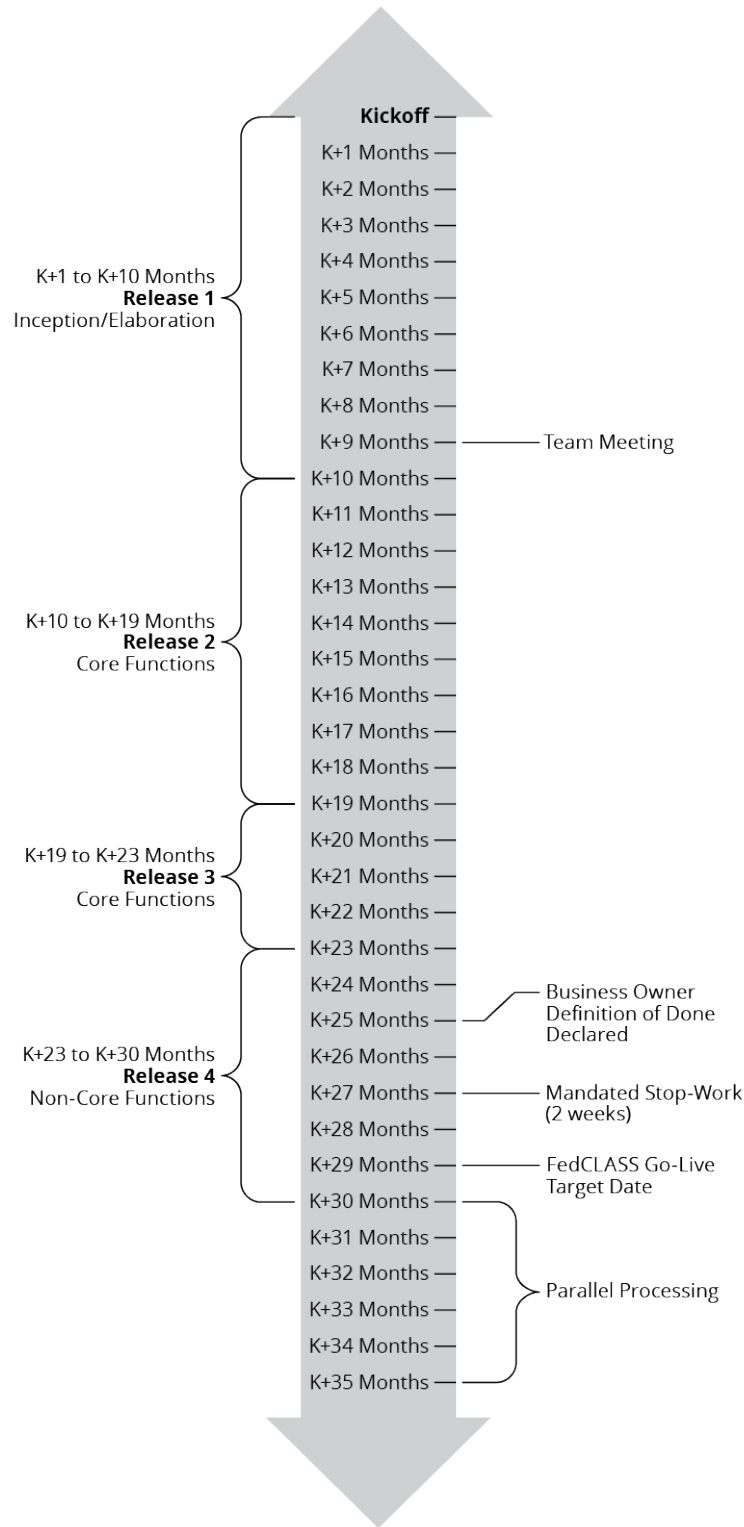 Kickoff
K+1 Months
K+2 Months
K+3 Months
K+4 Months
K+5 Months
K+6 Months
K+7 Months
K+8 Months
K+9 Months
K+10 Months
K+11 Months
K+12 Months
K+13 Months
K+14 Months
K+15 Months
K+16 Months
K+17 Months
K+18 Months
K+19 Months
K+20 Months
K+21 Months
K+22 Months
K+23 Months
K+24 Months
K+25 Months
K+26 Months
K+27 Months
K+28 Months
K+29 Months
K+30 Months
K+31 Months
K+32 Months
K+33 Months
K+34 Months
K+35 Months
K+1 to K+10 Months
Release 1
Inception/Elaboration
K+10 to K+19 Months
Release 2
Core Functions
K+19 to K+23 Months
Release 3
Core Functions
K+23 to K+30 Months
Release 4
Non-Core Functions
Team Meeting
Business Owner
Definition of Done
Declared
Mandated Stop-Work
(2 weeks)
FedCLASS Go-Live
Target Date
Parallel Processing